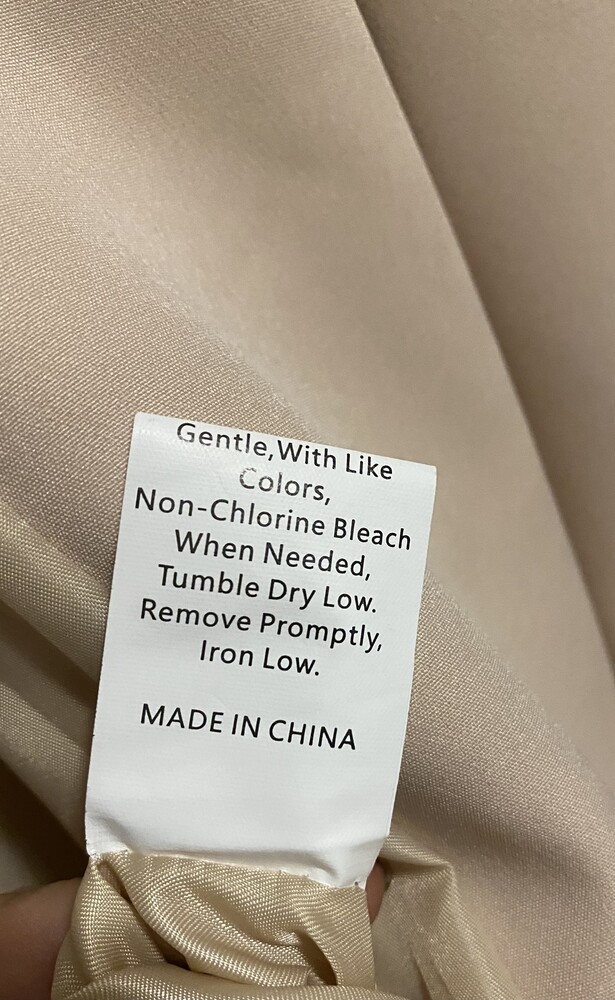 Gentle,With Like
Colors,
Non-Chlorine Bleach
When Needed,
Tumble Dry Low.
Remove Promptly,
Iron Low.
MADE IN CHINA